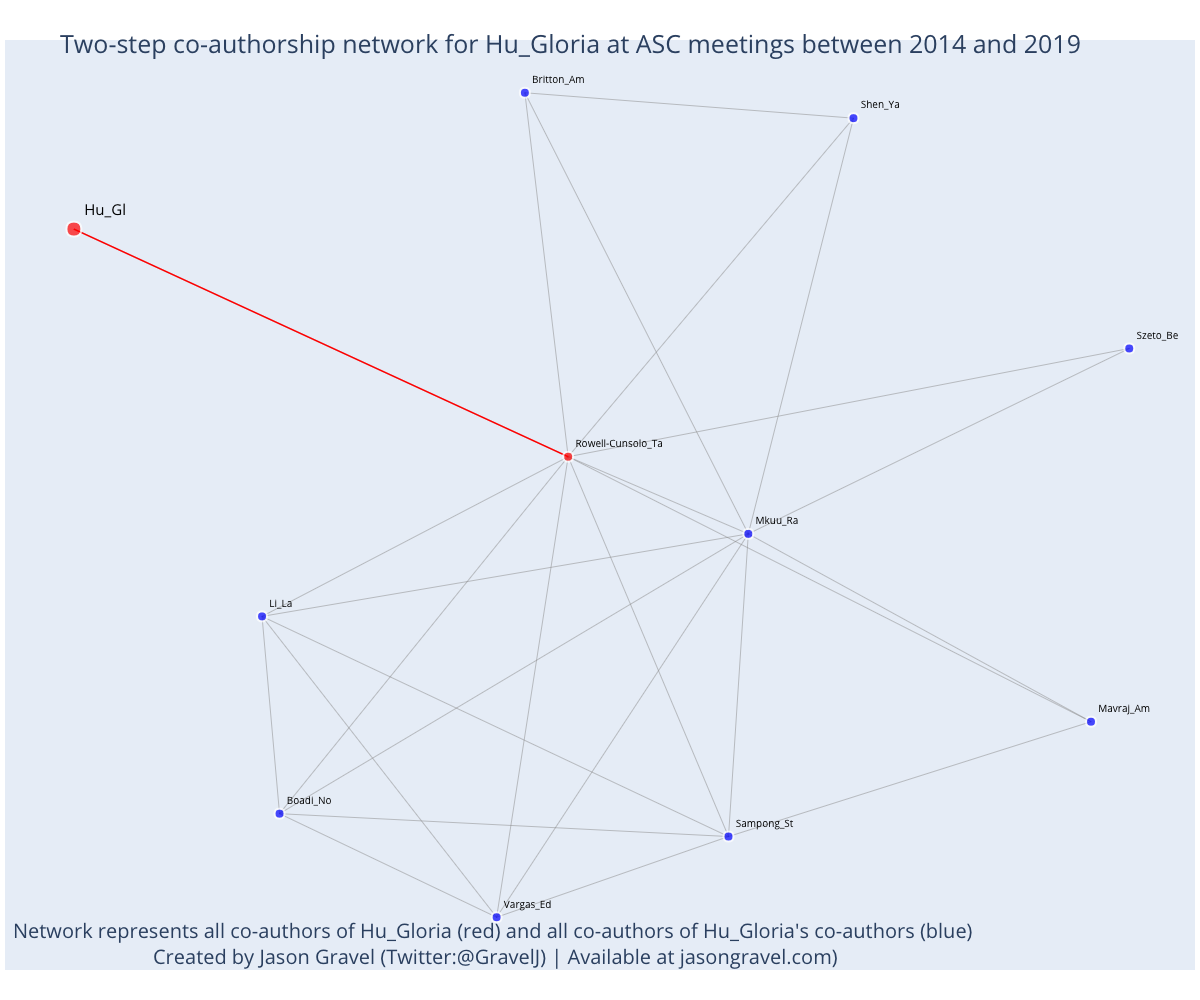 Two-step co-authorship network for Hu_Gloria at ASC meetings between 2014 and 2019
Britton_Am
Shen_Ya
Hu_Gl
Szeto_Be
Rowell-Cunsolo_Ta
Mkuu_Ra
Li_La
Mavraj_Am
Boadi_No
Sampong_St
Vargas_Ed
Network represents all co-authors of Hu_Gloria (red) and all co-authors of Hu_Gloria's co-authors (blue)
Created by Jason Gravel (Twitter:@GravelJ) | Available at jasongravel.com)